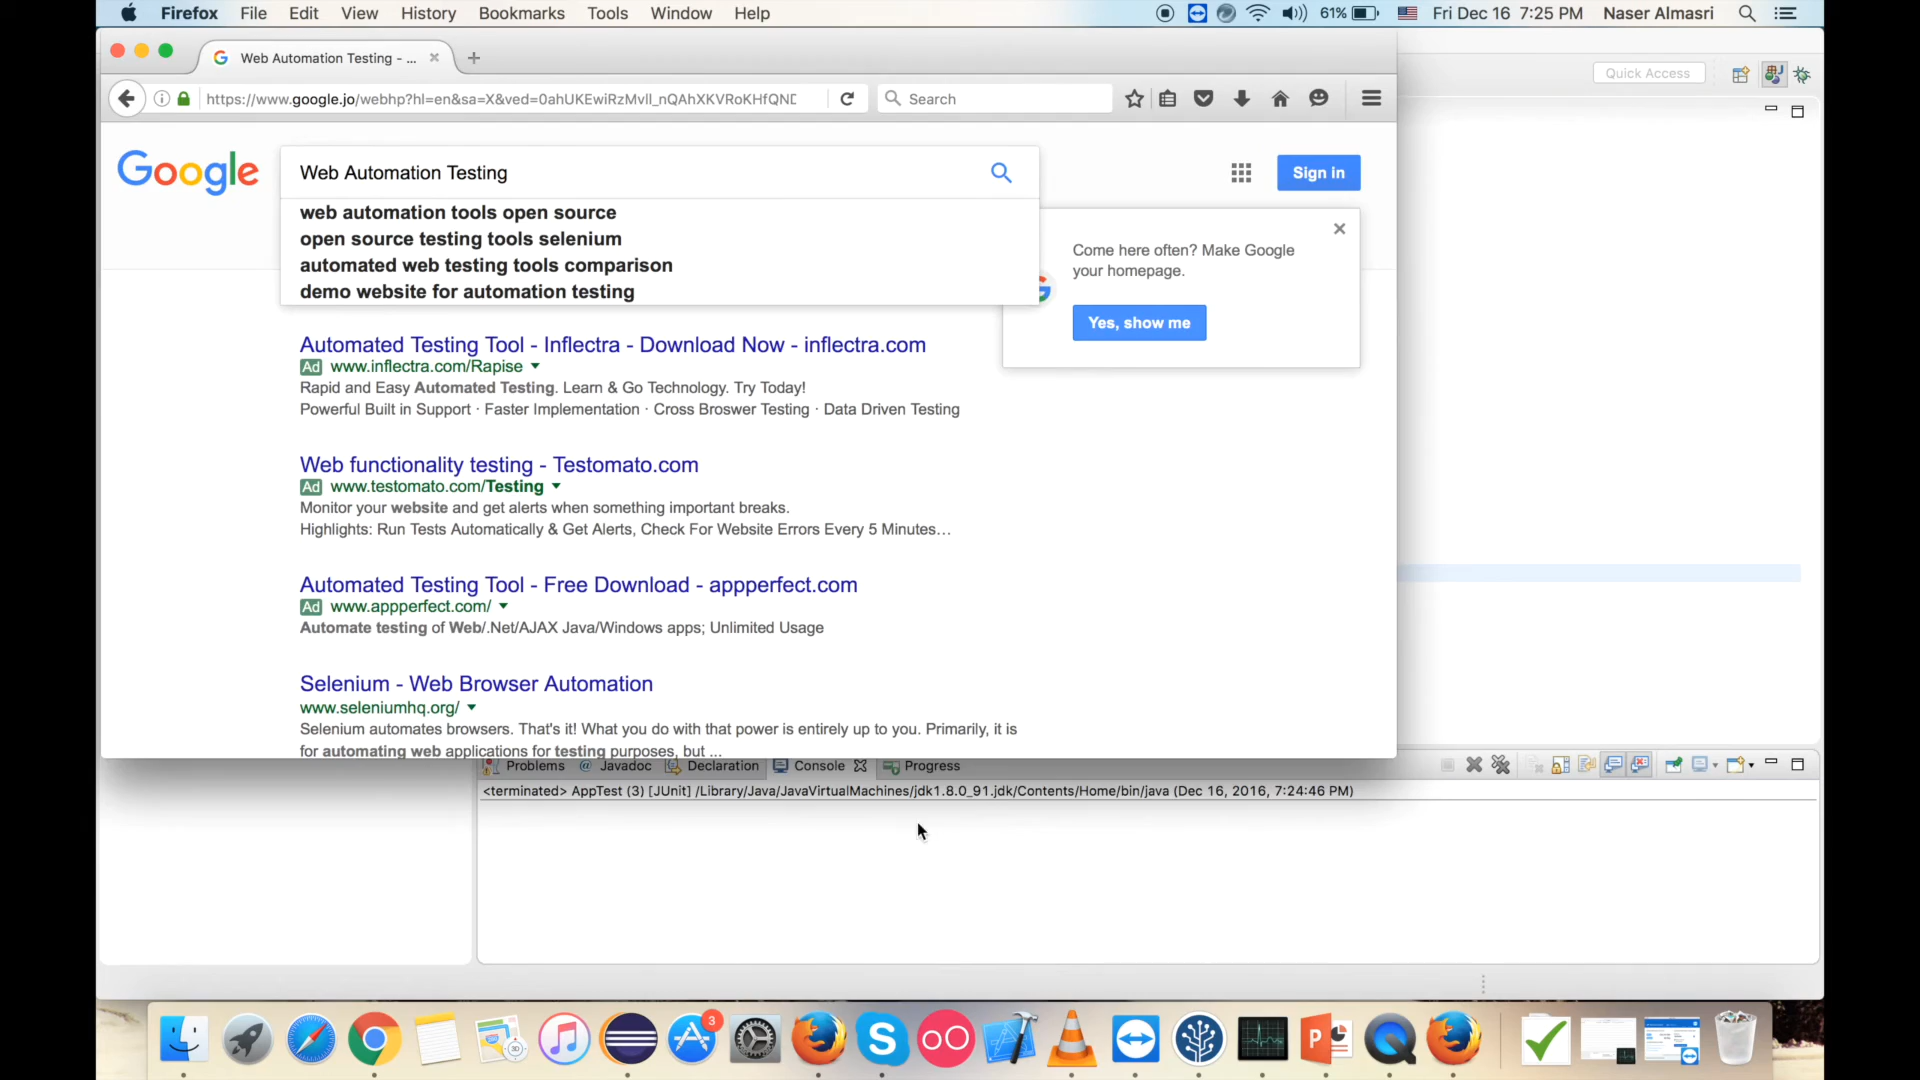 Firefox File Edit View History Bookmarks Tools Window Help 61% Fri Dec 16 7:25 PM Naser Almasri
Web Automation Testing - ...
Quick Access
https://www.google.jo/webhp?hl=en&sa=X&ved=0ahUKEwiRzMvll_nQAhXKVRoKHfQND
Search
Google
Web Automation Testing
Sign in
web automation tools open source
open source testing tools selenium
automated web testing tools comparison
demo website for automation testing
Come here often? Make Google
your homepage.
Yes, show me
Automated Testing Tool - Inflectra - Download Now - inflectra.com
Ad www.inflectra.com/Rapise
Rapid and Easy Automated Testing. Learn & Go Technology. Try Today!
Powerful Built in Support · Faster Implementation · Cross Broswer Testing · Data Driven Testing
Web functionality testing - Testomato.com
Ad www.testomato.com/Testing
Monitor your website and get alerts when something important breaks.
Highlights: Run Tests Automatically & Get Alerts, Check For Website Errors Every 5 Minutes…
Automated Testing Tool - Free Download - appperfect.com
Ad www.appperfect.com/
Automate testing of Web/.Net/AJAX Java/Windows apps; Unlimited Usage
Selenium - Web Browser Automation
www.seleniumhq.org/
Selenium automates browsers. That's it! What you do with that power is entirely up to you. Primarily, it is
for automating web applications for testing purposes, but ...
Problems @ Javadoc Declaration Console Progress
<terminated> AppTest (3) [JUnit] /Library/Java/JavaVirtualMachines/jdk1.8.0_91.jdk/Contents/Home/bin/java (Dec 16, 2016, 7:24:46 PM)
3